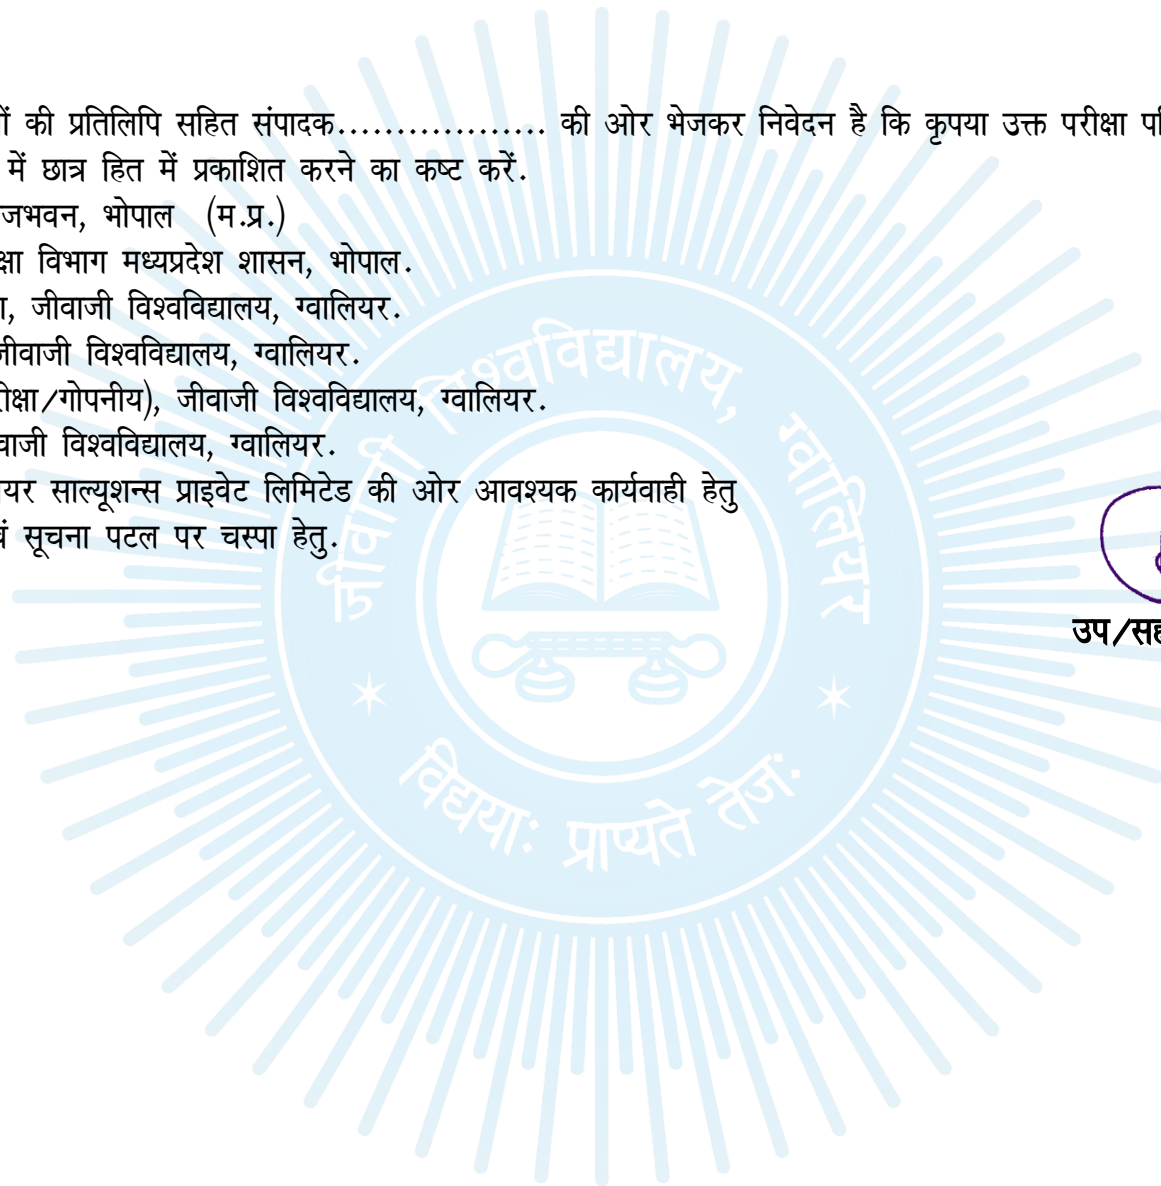 की प्रतिलिपि सहित संपादक.................. की ओर भेजकर निवेदन है कि कृपया उक्त परीक्षा
में छात्र हित में प्रकाशित करने का कष्ट करें.
जभवन, भोपाल (म.प्र.)
क्षा विभाग मध्यप्रदेश शासन, भोपाल.
जीवाजी विश्वविद्यालय, ग्वालियर.
जीवाजी विश्वविद्यालय, ग्वालियर.
क्षा/गोपनीय), जीवाजी विश्वविद्यालय, ग्वालियर.
वाजी विश्वविद्यालय, ग्वालियर.
यर साल्यूशन्स प्राइवेट लिमिटेड की ओर आवश्यक कार्यवाही हेतु
वं सूचना पटल पर चस्पा हेतु.
उप/सह
जीवाजी विश्वविद्यालय, ग्वालियर
विद्यया: प्राप्यते तेज: